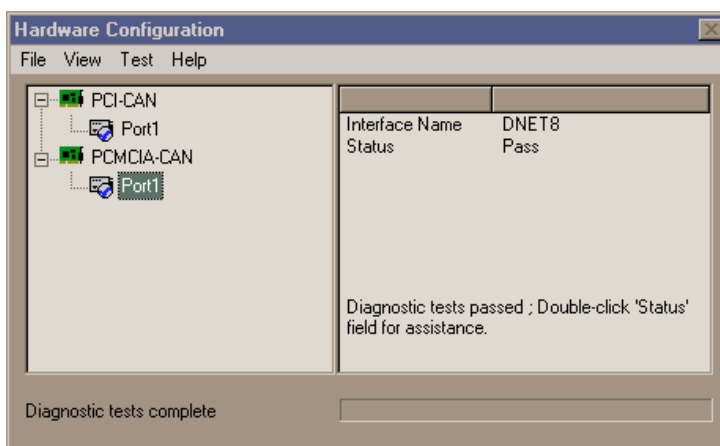 Hardware Configuration
File View Test Help
PCI-CAN
Port1
PCMCIA-CAN
Port1
Interface Name DNET8
Status Pass
Diagnostic tests passed ; Double-click 'Status'
field for assistance.
Diagnostic tests complete